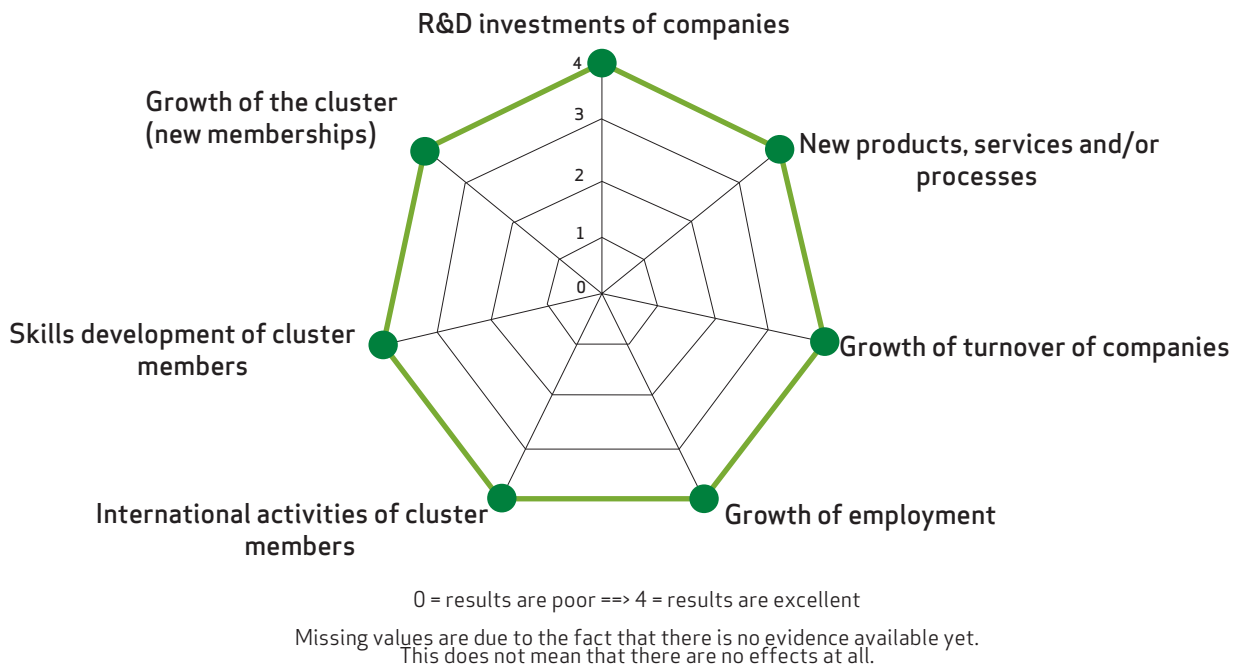 R&D investments of companies
4
Growth of the cluster
(new memberships)
3
New products, services and/or
processes
2
1
0
Skills development of cluster
members
Growth of turnover of companies
International activities of cluster
members
Growth of employment
0 = results are poor ==> 4 = results are excellent
Missing values are due to the fact that there is no evidence available yet.
This does not mean that there are no effects at all.